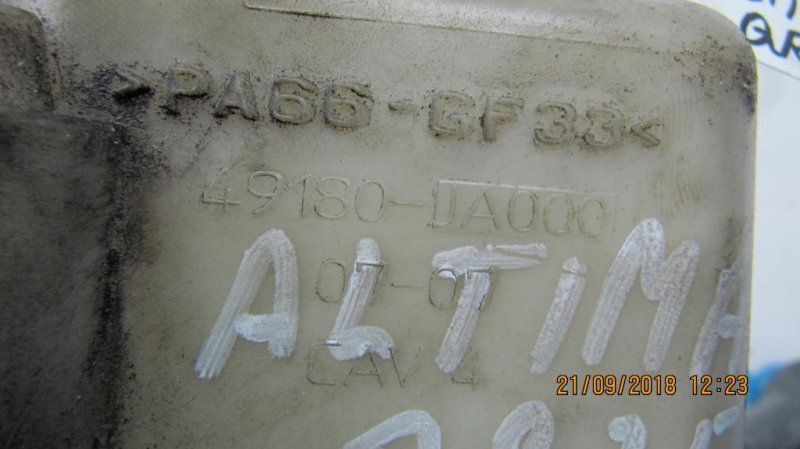 >PA66-GF33<
49180-JA000
07-07
ALTIMA
CAV 4
21/09/2018 12:23